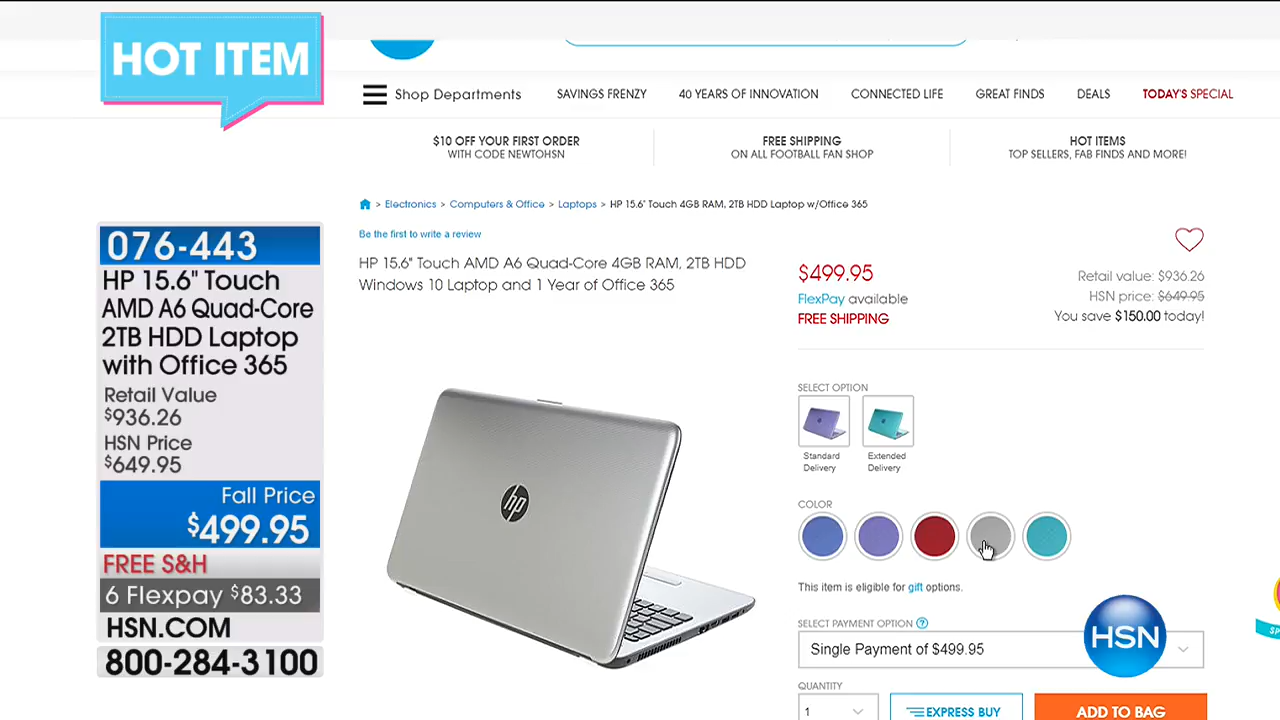 HOT ITEM
Shop Departments
SAVINGS FRENZY
40 YEARS OF INNOVATION
CONNECTED LIFE
GREAT FINDS
DEALS
TODAY'S SPECIAL
$10 OFF YOUR FIRST ORDER
WITH CODE NEWTOHSN
FREE SHIPPING
ON ALL FOOTBALL FAN SHOP
HOT ITEMS
TOP SELLERS, FAB FINDS AND MORE!
> Electronics > Computers & Office > Laptops > HP 15.6" Touch 4GB RAM, 2TB HDD Laptop w/Office 365
Be the first to write a review
HP 15.6" Touch AMD A6 Quad-Core 4GB RAM, 2TB HDD
Windows 10 Laptop and 1 Year of Office 365
076-443
HP 15.6" Touch
AMD A6 Quad-Core
2TB HDD Laptop
with Office 365
Retail Value
$936.26
HSN Price
$649.95
Fall Price
$499.95
FREE S&H
6 Flexpay $83.33
HSN.COM
800-284-3100
hp
$499.95
FlexPay available
FREE SHIPPING
Retail value: $936.26
HSN price: $649.95
You save $150.00 today!
SELECT OPTION
Standard
Delivery
Extended
Delivery
COLOR
This item is eligible for gift options.
SELECT PAYMENT OPTION ?
Single Payment of $499.95
HSN
QUANTITY
1
EXPRESS BUY
ADD TO BAG